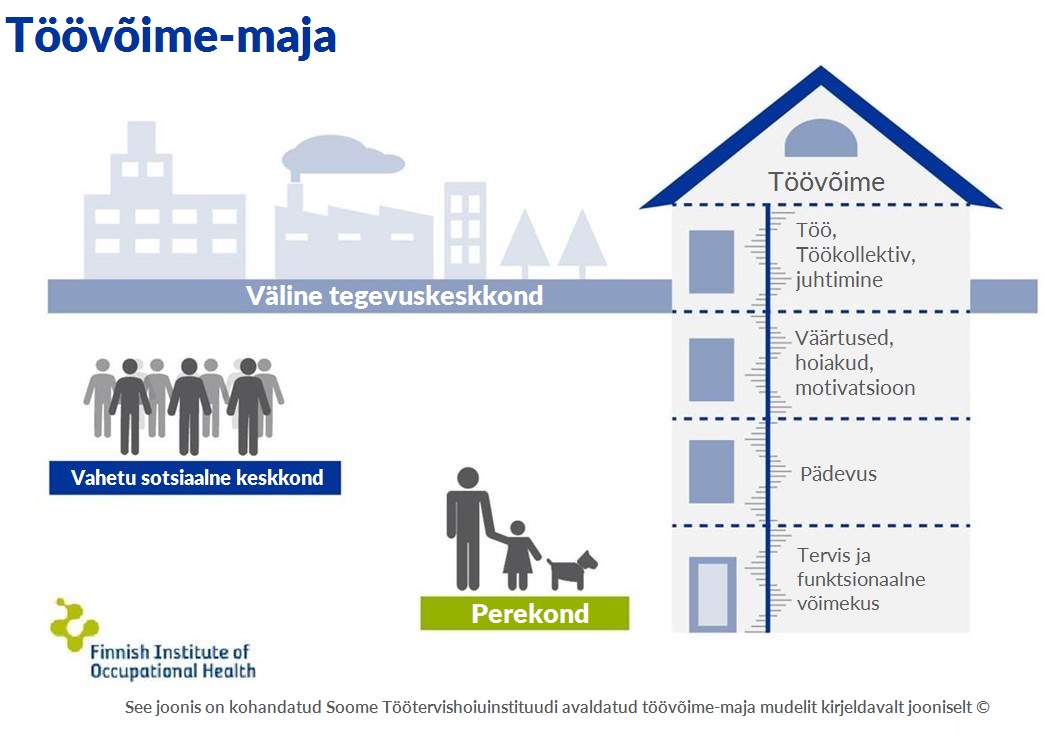 Töövõime-maja
Töövõime
Töö,
Töökollektiv,
juhtimine
Väline tegevuskeskkond
Väärtused,
hoiakud,
motivatsioon
Vahetu sotsiaalne keskkond
Pädevus
Tervis ja
funktsionaalne
võimekus
Perekond
Finnish Institute of
Occupational Health
See joonis on kohandatud Soome Töötervishoiuinstituudi avaldatud töövõime-maja mudelit kirjeldavalt jooniselt ©